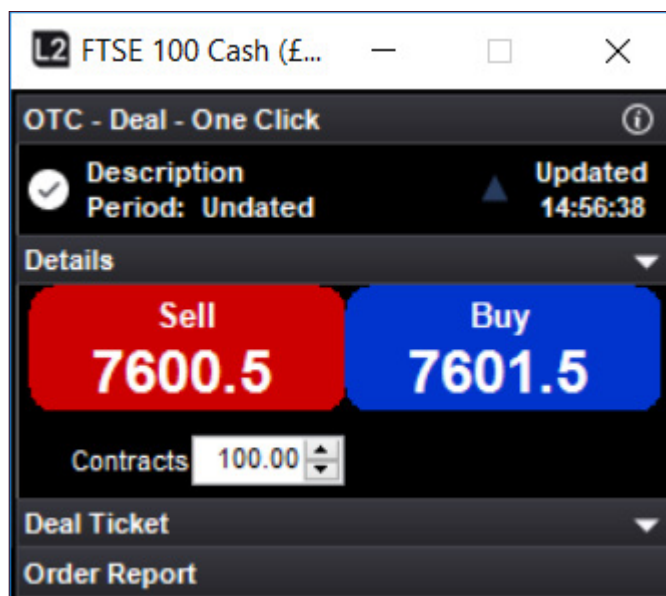 L2 FTSE 100 Cash (£...
OTC - Deal - One Click
Description
Period: Undated
Updated
14:56:38
Details
Sell
7600.5
Buy
7601.5
Contracts 100.00
Deal Ticket
Order Report